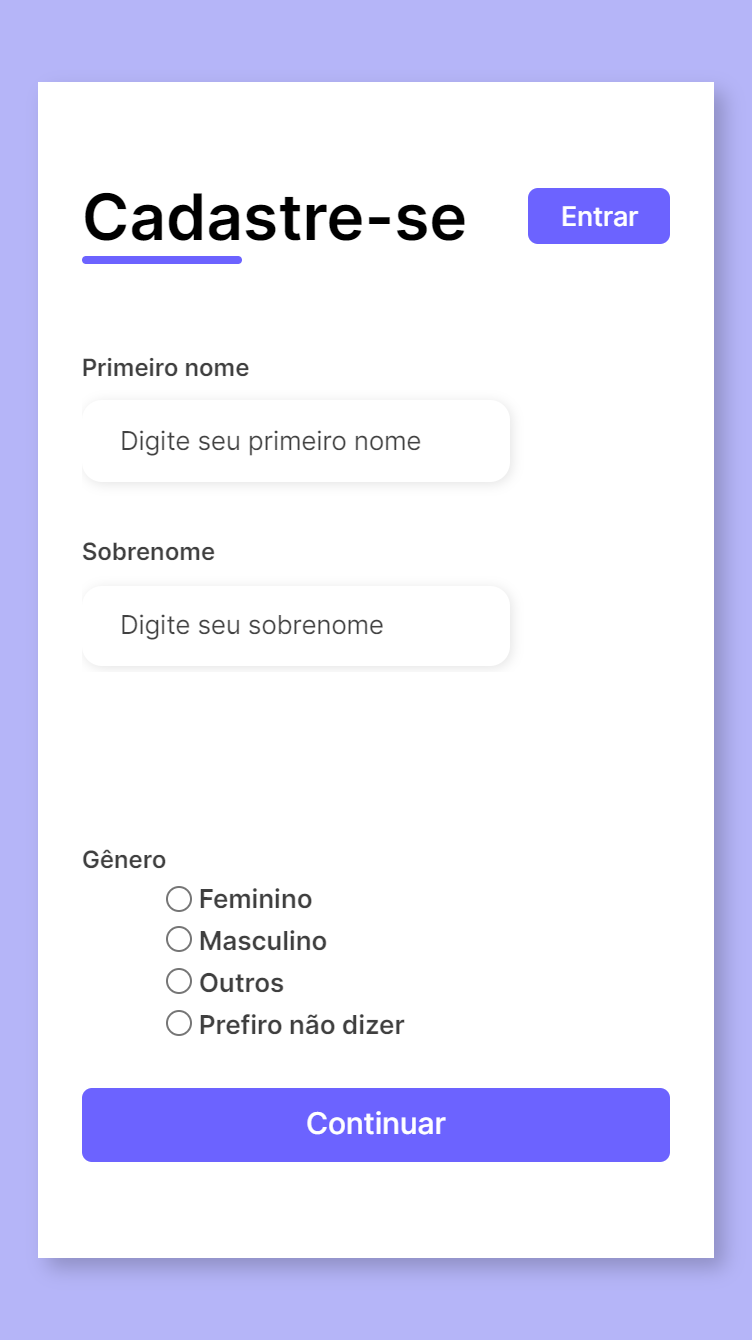 Cadastre-se
Entrar
Primeiro nome
Digite seu primeiro nome
Sobrenome
Digite seu sobrenome
Gênero
Feminino
Masculino
Outros
Prefiro não dizer
Continuar